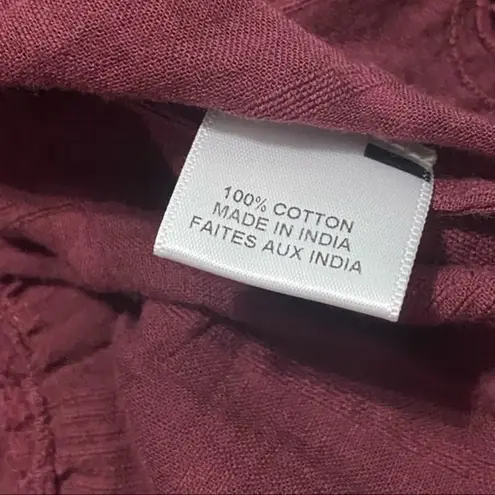 100% COTTON
MADE IN INDIA
FAITES AUX INDIA